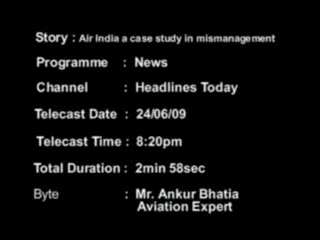 Story : Air India a case study in mismanagement
Programme : News
Channel : Headlines Today
Telecast Date : 24/06/09
Telecast Time : 8:20pm
Total Duration : 2min 58sec
Byte : Mr. Ankur Bhatia
Aviation Expert